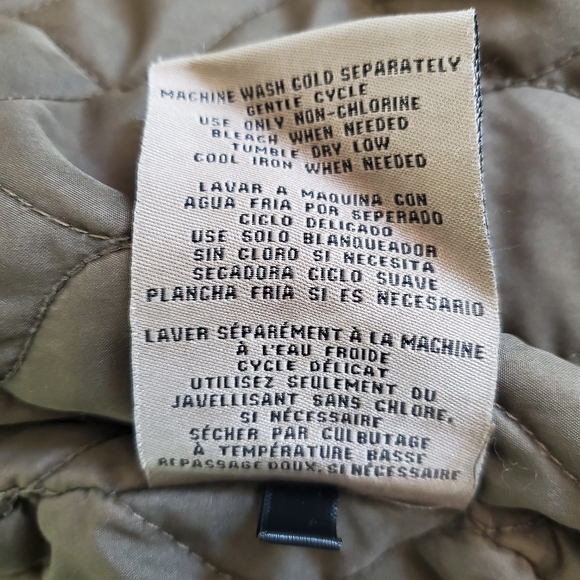 MACHINE WASH COLD SEPARATELY
GENTLE CYCLE
USE ONLY NON-CHLORINE
BLEACH WHEN NEEDED
TUMBLE DRY LOW
COOL IRON WHEN NEEDED
LAVAR A MAQUINA CON
AGUA FRIA POR SEPERADO
CICLO DELICADO
USE SOLO BLANQUEADOR
SIN CLORO SI NECESITA
SECADORA CICLO SUAVE
PLANCHA FRIA SI ES NECESARIO
LAVER SÉPARÉMENT À LA MACHINE
À L'EAU FROIDE
CYCLE DÉLICAT
UTILISEZ SEULEMENT DU
JAVELLISANT SANS CHLORE,
SI NÉCESSAIRE
SÉCHER PAR CULBUTAGE
À TEMPÉRATURE BASSE
REPASSAGE DOUX, SI NÉCESSAIRE